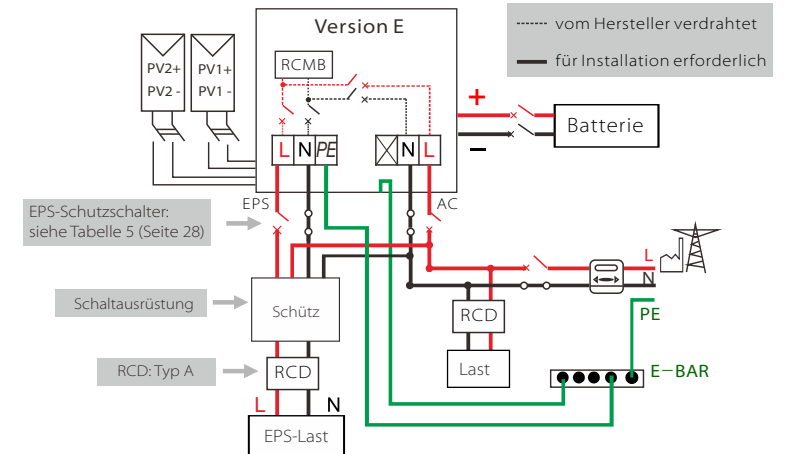 Version E
vom Hersteller verdrahtet
für Installation erforderlich
PV2+
PV2 -
PV1+
PV1 -
RCMB
+
−
Batterie
L N PE
N L
EPS
AC
EPS-Schutzschalter:
siehe Tabelle 5 (Seite 28)
L
N
PE
Schaltausrüstung
Schütz
RCD
Last
RCD: Typ A
RCD
E−BAR
L N
EPS-Last